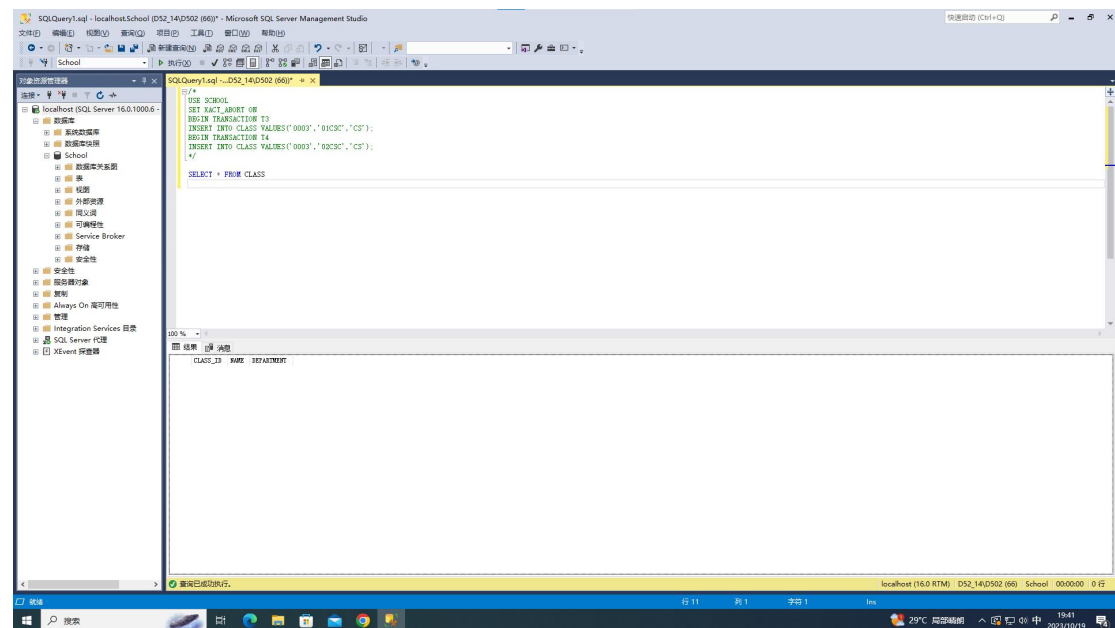 SQLQuery1.sql - localhost.School (D52_14\D502 (66))* - Microsoft SQL Server Management Studio
快速启动 (Ctrl+Q)
文件(F) 编辑(E) 视图(V) 查询(Q) 项目(P) 工具(T) 窗口(W) 帮助(H)
新建查询(N)
School
执行(X)
对象资源管理器
SQLQuery1.sql -...D52_14\D502 (66))*
连接
localhost (SQL Server 16.0.1000.6 -
数据库
系统数据库
数据库快照
School
数据库关系图
表
视图
外部资源
同义词
可编程性
Service Broker
存储
安全性
安全性
服务器对象
复制
Always On 高可用性
管理
Integration Services 目录
SQL Server 代理
XEvent 探查器
/*
USE SCHOOL
SET XACT_ABORT ON
BEGIN TRANSACTION T3
INSERT INTO CLASS VALUES('0003','01CSC','CS');
BEGIN TRANSACTION T4
INSERT INTO CLASS VALUES('0003','02CSC','CS');
*/
SELECT * FROM CLASS
100 %
结果 消息
CLASS_ID NAME DEPARTMENT
查询已成功执行。
localhost (16.0 RTM) D52_14\D502 (66) School 00:00:00 0 行
就绪
行 11 列 1 字符 1 Ins
搜索
29°C 局部晴朗
中
19:41
2023/10/19